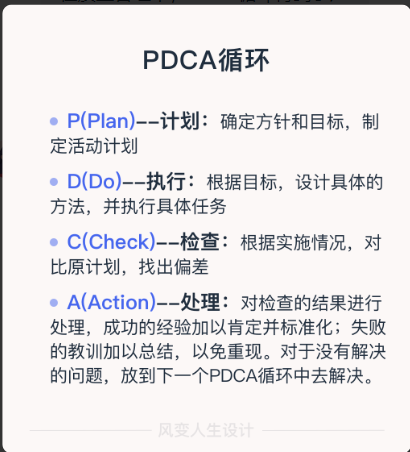 PDCA循环
P(Plan)--计划：确定方针和目标，制
定活动计划
D(Do)--执行：根据目标，设计具体的
方法，并执行具体任务
C(Check)--检查：根据实施情况，对
比原计划，找出偏差
A(Action)--处理：对检查的结果进行
处理，成功的经验加以肯定并标准化；失败
的教训加以总结，以免重现。对于没有解决
的问题，放到下一个PDCA循环中去解决。
风变人生设计